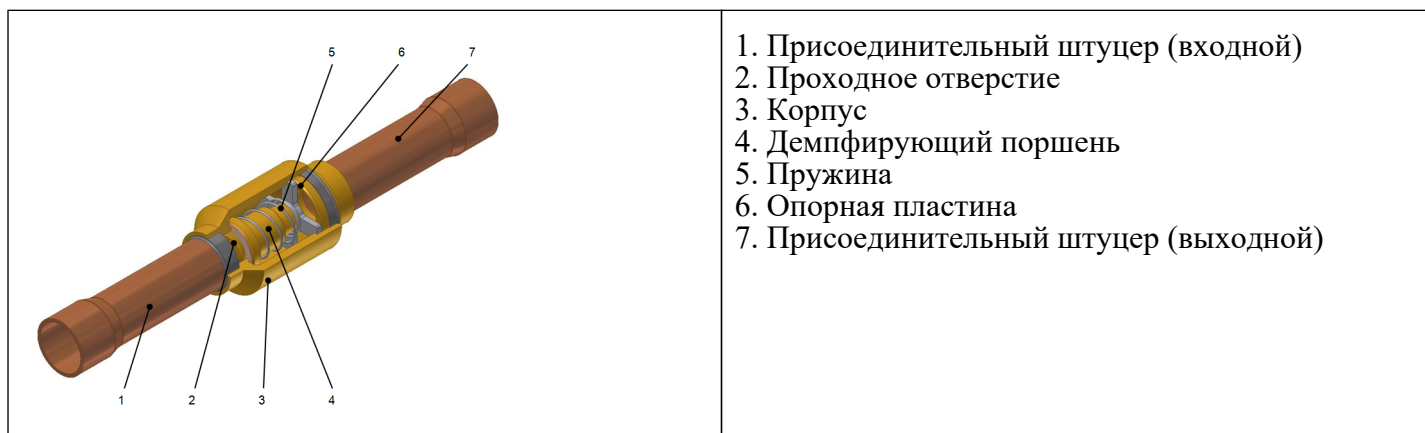 5 6 7
1 2 3 4
1. Присоединительный штуцер (входной)
2. Проходное отверстие
3. Корпус
4. Демпфирующий поршень
5. Пружина
6. Опорная пластина
7. Присоединительный штуцер (выходной)